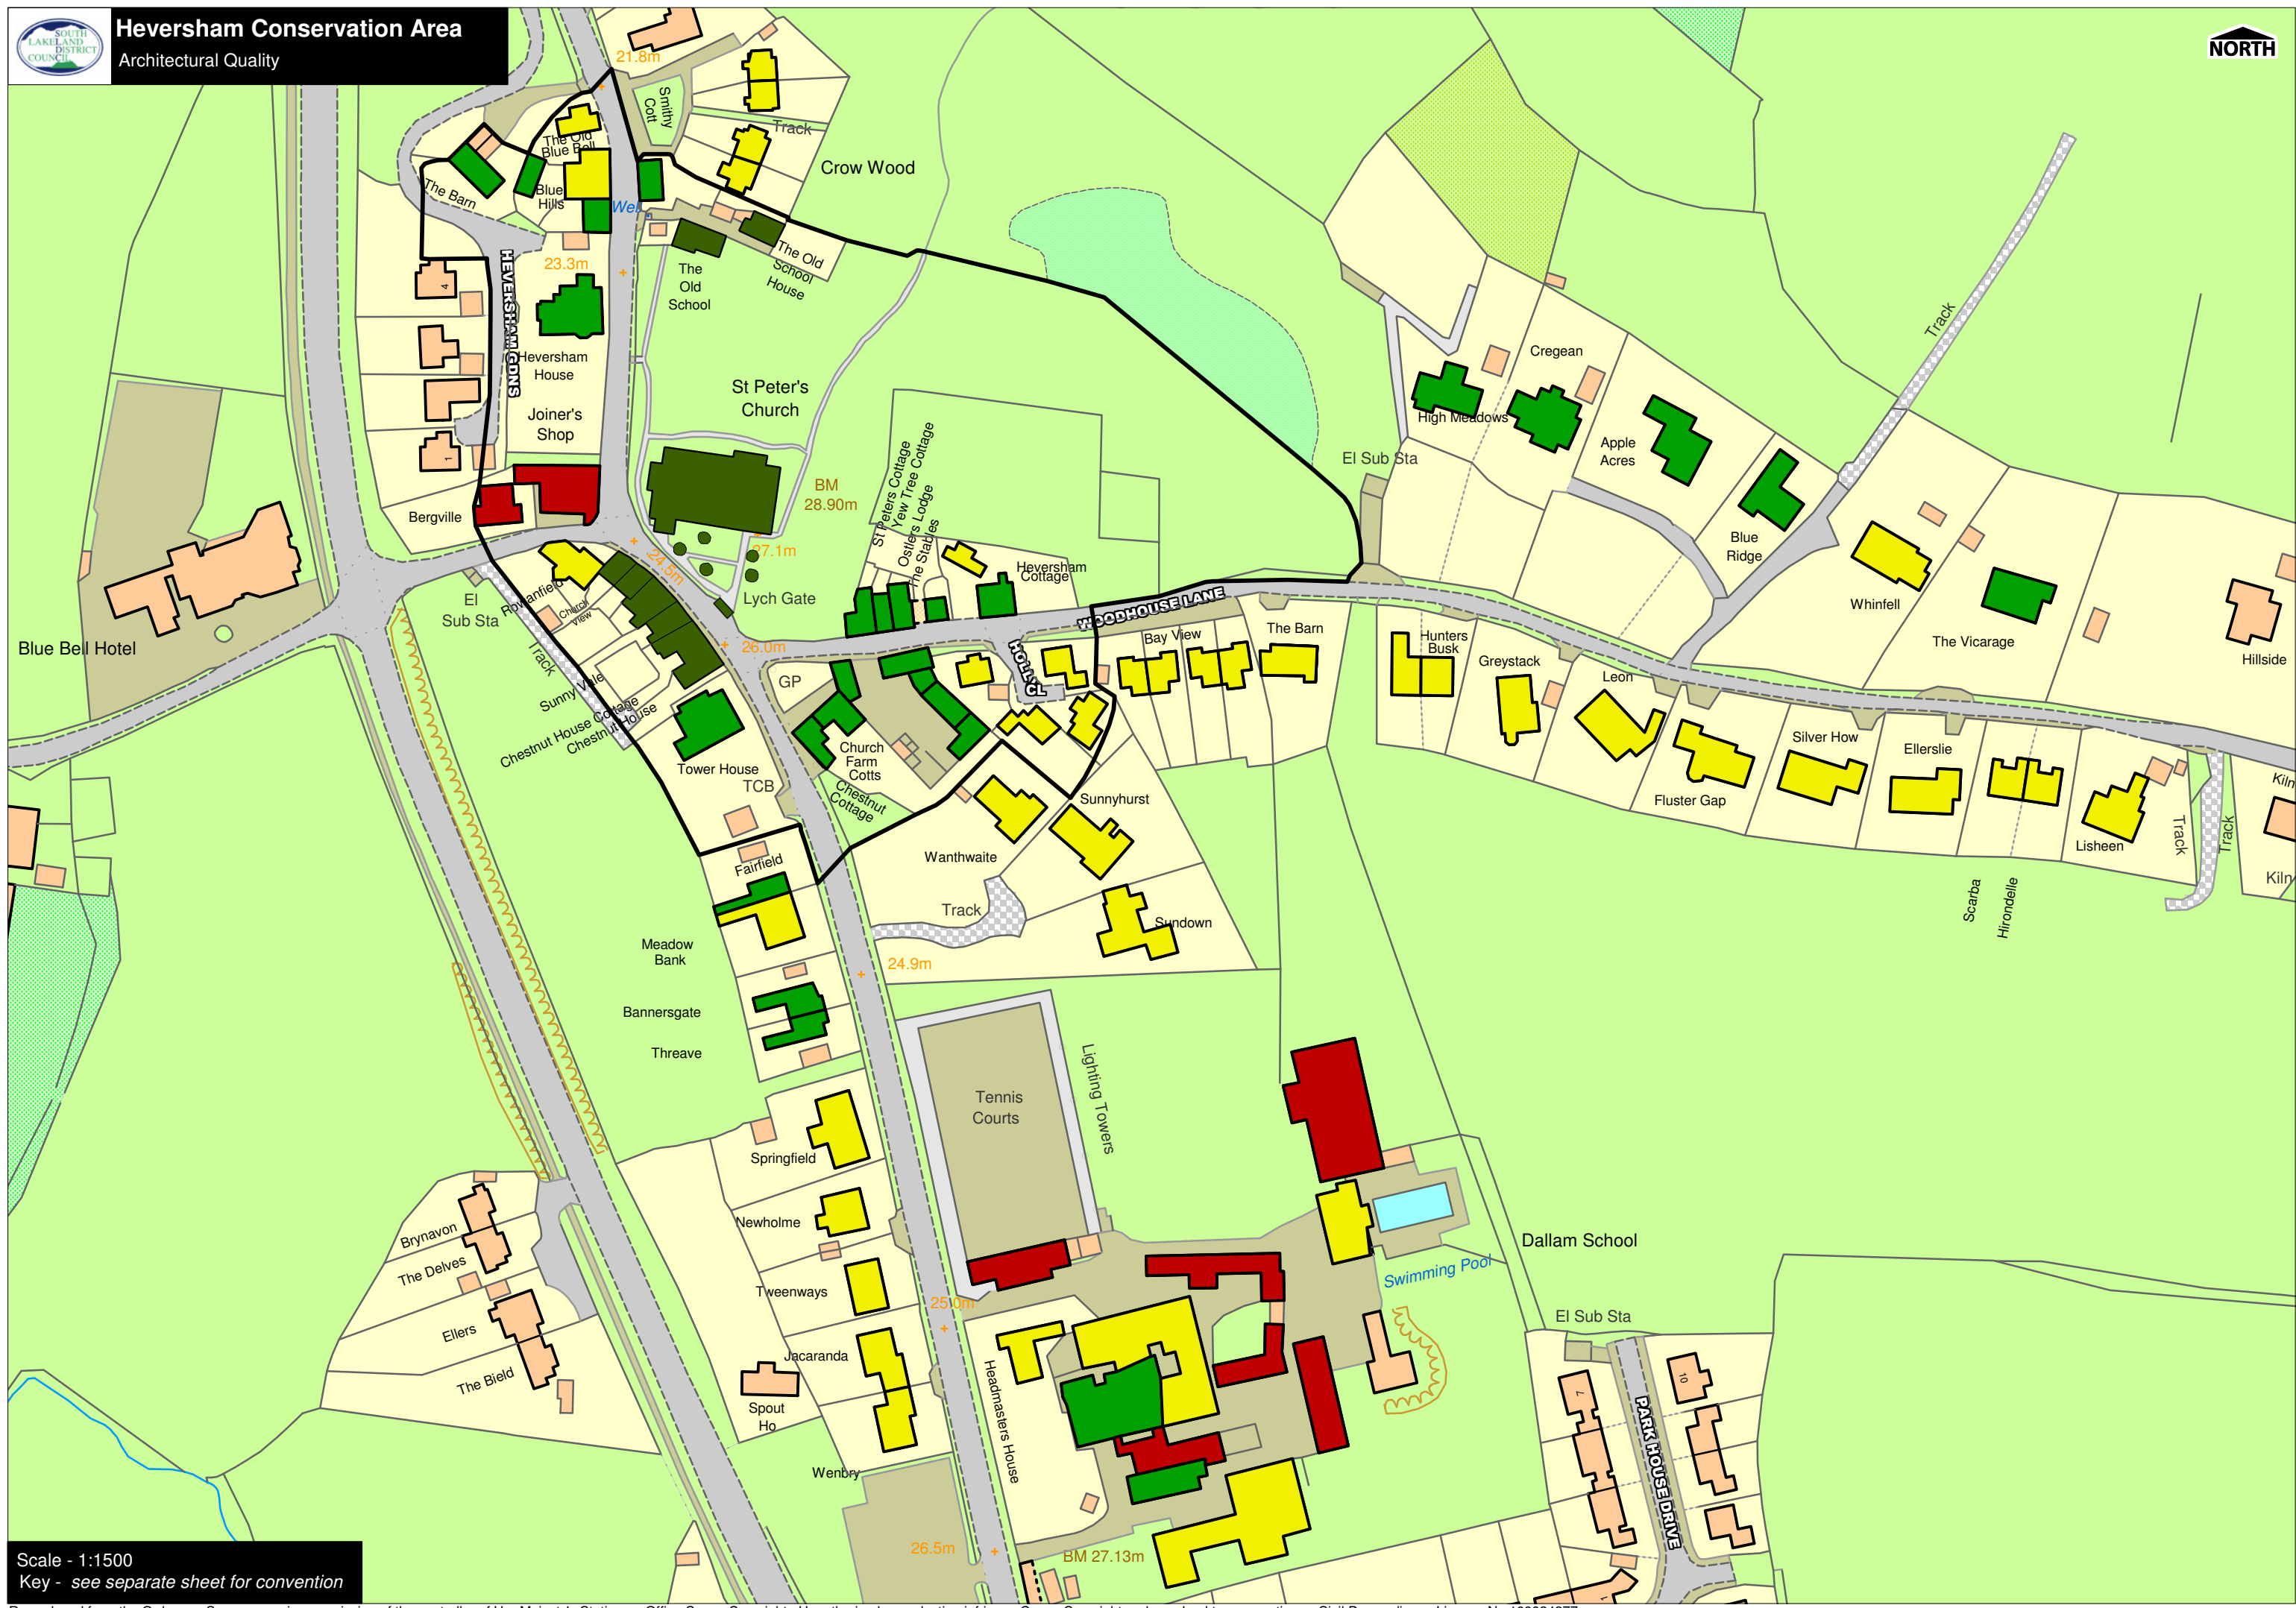 SOUTH
LAKELAND
DISTRICT
COUNCIL
Heversham Conservation Area
Architectural Quality
NORTH
21.8m
Smithy
Cott
Track
Crow Wood
The Old
Blue Bell
The Barn
Blue
Hills
The Old
School
House
The
Old
School
23.3m
HEVERSHAM GDNS
4
Heversham
House
Joiner's
Shop
1
Bergville
St Peter's
Church
BM
28.90m
27.1m
24.5m
Lych Gate
St Peters Cottage
Yew Tree Cottage
Ostlers Lodge
The Stables
Heversham
Cottage
El Sub Sta
High Meadows
Cregean
Apple
Acres
Blue
Ridge
Track
Whinfell
The Vicarage
Hillside
Blue Bell Hotel
El
Sub Sta
Rowanfield
Church
View
Track
Sunny Vale
Chestnut House Cottage
Chestnut House
Tower House
TCB
26.0m
GP
WOODHOUSE LANE
HOLLY CL
Bay View
The Barn
Hunters
Busk
Greystack
Leon
Fluster Gap
Silver How
Ellerslie
Scarba
Hirondelle
Lisheen
Track
Track
Kiln
Kiln
Church
Farm
Cotts
Chestnut
Cottage
Sunnyhurst
Wanthwaite
Track
Sundown
Fairfield
Meadow
Bank
24.9m
Bannersgate
Threave
Tennis
Courts
Lighting Towers
Springfield
Newholme
Tweenways
Jacaranda
Spout
Ho
Wenbry
25.0m
Headmasters House
Dallam School
Swimming Pool
El Sub Sta
7
10
PARK HOUSE DRIVE
1
Brynavon
The Delves
Ellers
The Bield
26.5m
BM 27.13m
Scale - 1:1500
Key - see separate sheet for convention